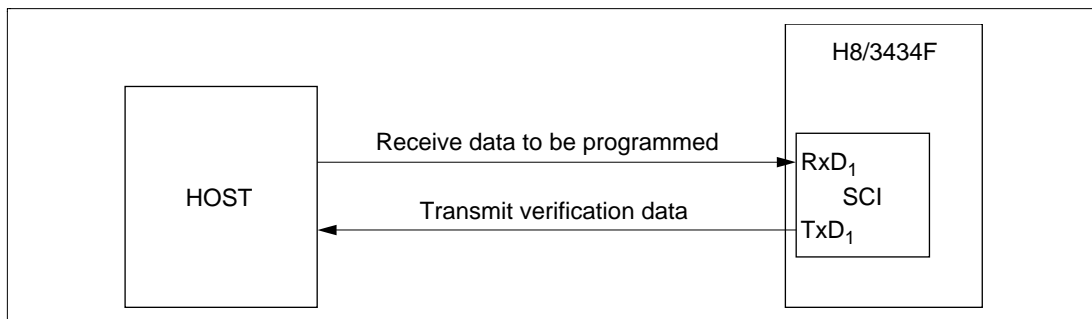 H8/3434F
Receive data to be programmed
RxD1
HOST
SCI
Transmit verification data
TxD1